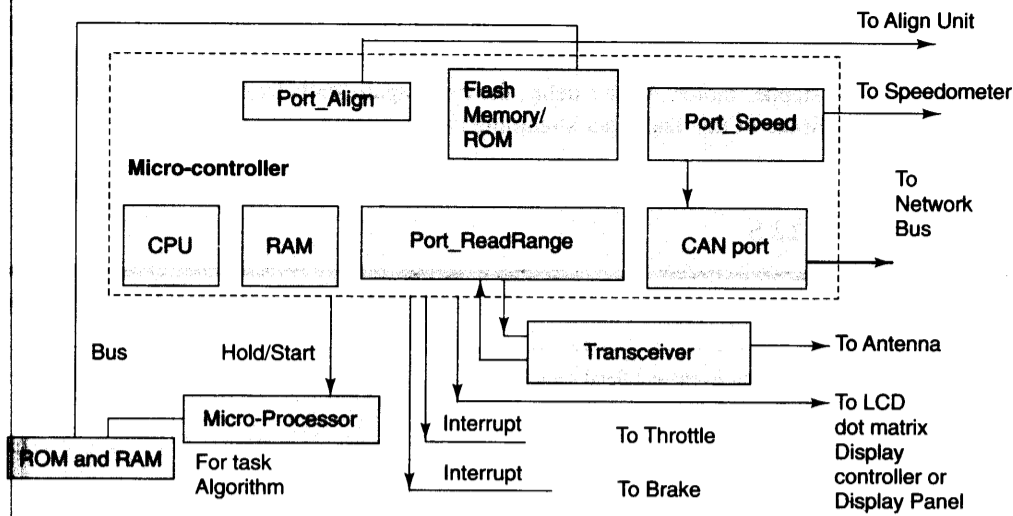 To Align Unit
Port_Align
Flash
Memory/
ROM
To Speedometer
Port_Speed
Micro-controller
To
Network
Bus
CPU
RAM
Port_ReadRange
CAN port
Bus
Hold/Start
Transceiver
To Antenna
Micro-Processor
Interrupt
To Throttle
To LCD
dot matrix
Display
controller or
Display Panel
ROM and RAM
For task
Algorithm
Interrupt
To Brake